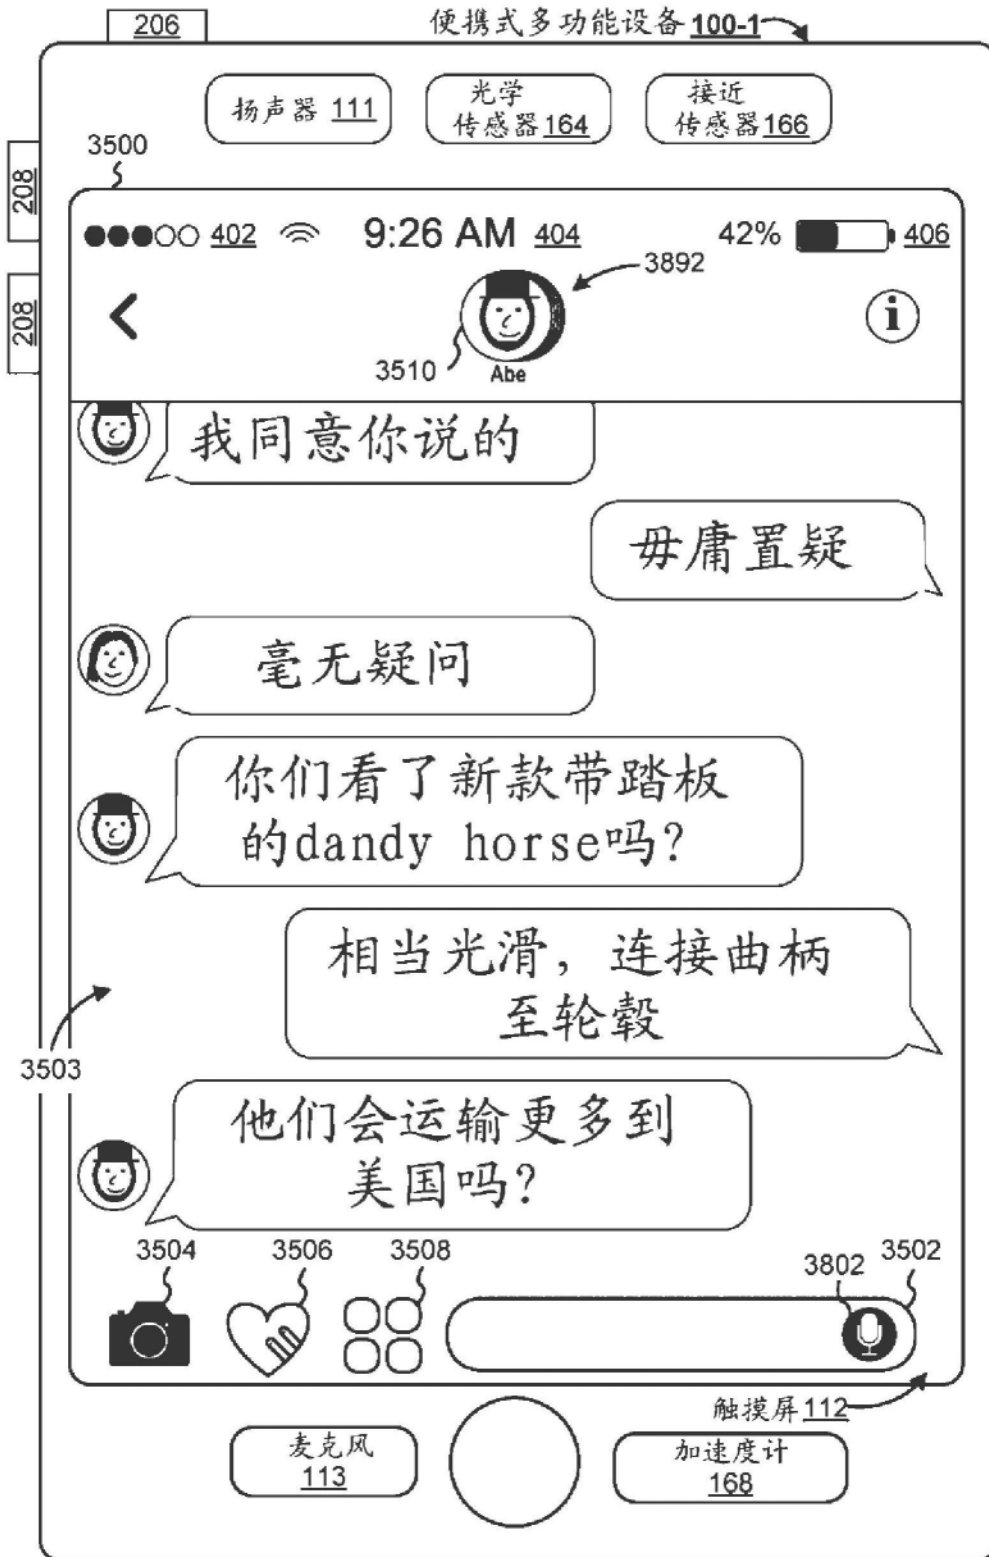 206
便携式多功能设备 100-1
扬声器 111
光学
传感器 164
接近
传感器 166
3500
208
402 9:26 AM 404 42% 406
3892
208
i
3510
Abe
我同意你说的
毋庸置疑
毫无疑问
你们看了新款带踏板
的dandy horse吗?
相当光滑，连接曲柄
至轮毂
3503
他们会运输更多到
美国吗?
3504
3506
3508
3802
3502
触摸屏 112
麦克风
113
加速度计
168